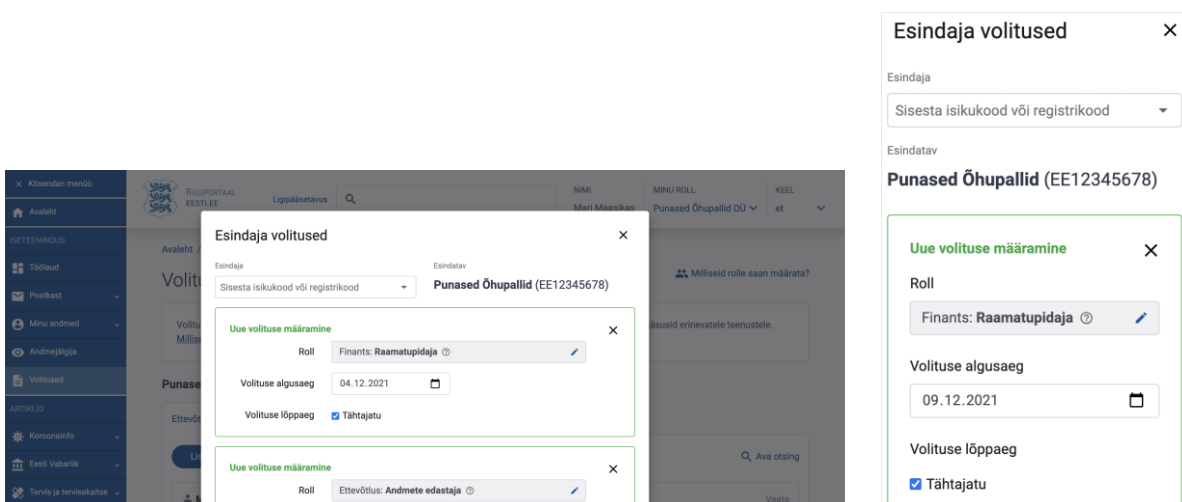 Kitsendan menüü
Avaleht
ISETEENINDUS
Töölaud
Postkast
Minu andmed
Andmejälgija
Volitused
ARTIKLID
Koroonainfo
Eesti Vabariik
Tervis ja tervisekaitse
RIIGIPORTAAL
EESTI.EE
Ligipääsetavus
NIMI
Mari Maasikas
MINU ROLL
Punased Õhupallid OÜ
KEEL
et
Avaleht /
Milliseid rolle saan määrata?
Punase
Ava otsing
Vaata
Esindaja volitused
Esindaja
Sisesta isikukood või registrikood
Esindatav
Punased Õhupallid (EE12345678)
Uue volituse määramine
Roll Finants: Raamatupidaja
Volituse algusaeg 04.12.2021
Volituse lõppaeg Tähtajatu
Uue volituse määramine
Roll Ettevõtlus: Andmete edastaja
Esindaja volitused
Esindaja
Sisesta isikukood või registrikood
Esindatav
Punased Õhupallid (EE12345678)
Uue volituse määramine
Roll
Finants: Raamatupidaja
Volituse algusaeg
09.12.2021
Volituse lõppaeg
Tähtajatu